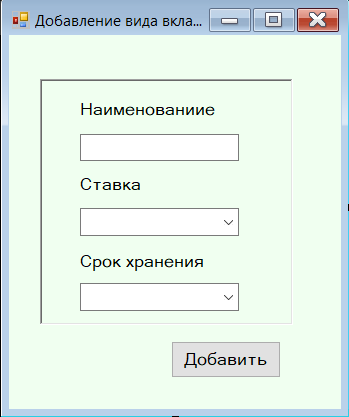 Добавление вида вкла...
Наименованиие
Ставка
Срок хранения
Добавить